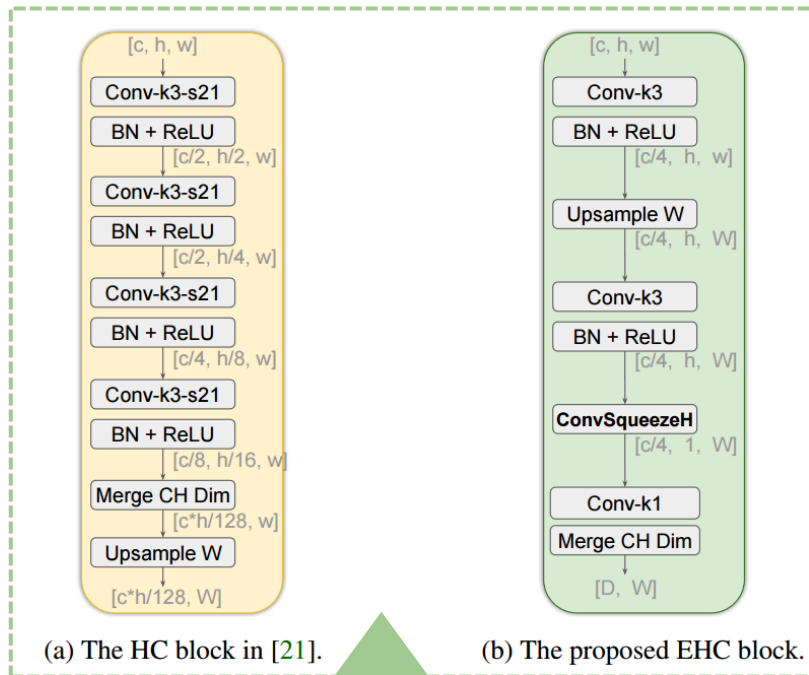 [c, h, w]
Conv-k3-s21
BN + ReLU
[c/2, h/2, w]
Conv-k3-s21
BN + ReLU
[c/2, h/4, w]
Conv-k3-s21
BN + ReLU
[c/4, h/8, w]
Conv-k3-s21
BN + ReLU
[c/8, h/16, w]
Merge CH Dim
[c*h/128, w]
Upsample W
[c*h/128, W]
(a) The HC block in [21].
[c, h, w]
Conv-k3
BN + ReLU
[c/4, h, w]
Upsample W
[c/4, h, W]
Conv-k3
BN + ReLU
[c/4, h, W]
ConvSqueezeH
[c/4, 1, W]
Conv-k1
Merge CH Dim
[D, W]
(b) The proposed EHC block.